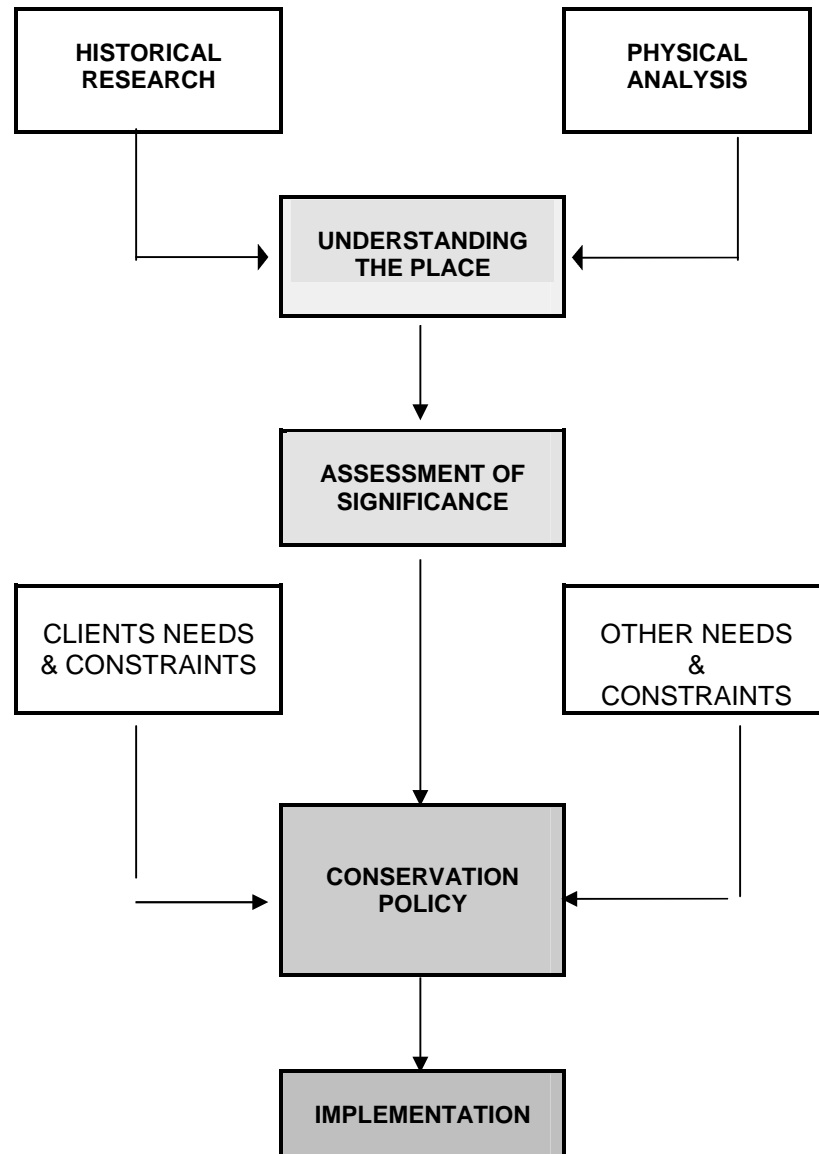 HISTORICAL
RESEARCH
PHYSICAL
ANALYSIS
UNDERSTANDING
THE PLACE
ASSESSMENT OF
SIGNIFICANCE
CLIENTS NEEDS
& CONSTRAINTS
OTHER NEEDS
&
CONSTRAINTS
CONSERVATION
POLICY
IMPLEMENTATION